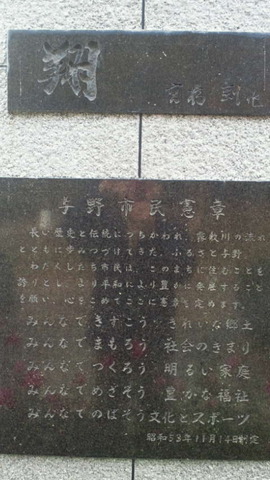 翔
与野市民憲章
長い歴史と伝統につちかわれ、霧敷川の流れ
とともに歩みつづけてきた、ふるさと与野
わたくしたち市民は、このまちに住むことを
誇りとし、より平和により豊かに発展すること
を願い、心をこめてここに憲章を定めます。
みんなできずこう きれいな郷土
みんなでまもろう 社会のきまり
みんなでつくろう 明るい家庭
みんなでめざそう 豊かな福祉
みんなでのばそう 文化とスポーツ
昭和53年11月14日制定